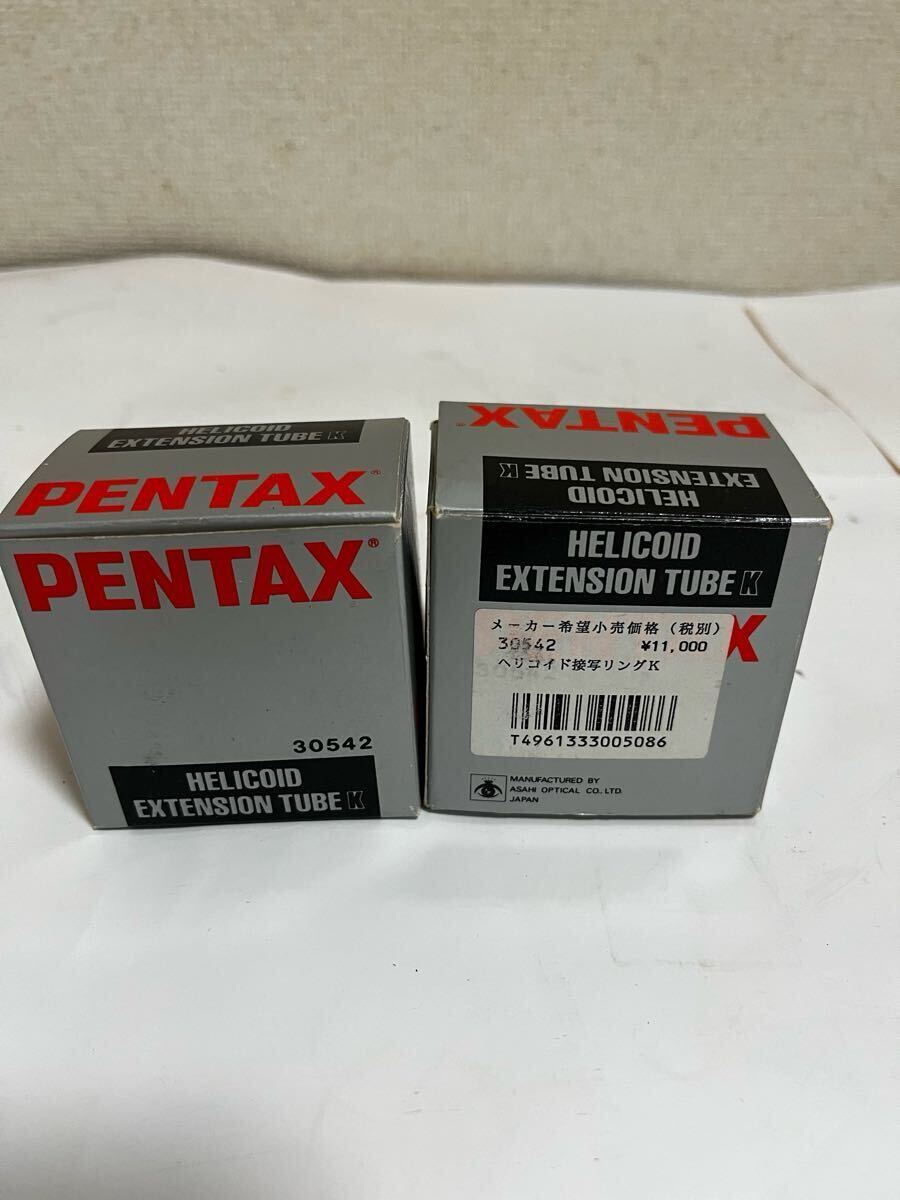 HELICOID
EXTENSION TUBE K
PENTAX®
PENTAX®
30542
HELICOID
EXTENSION TUBE K
PENTAX
EXTENSION TUBE K
HELICOID
HELICOID
EXTENSION TUBE K
メーカー希望小売価格(税別)
30542 ¥11,000
ヘリコイド接写リングK
X
T4961333005086
MANUFACTURED BY
ASAHI OPTICAL CO., LTD.
JAPAN